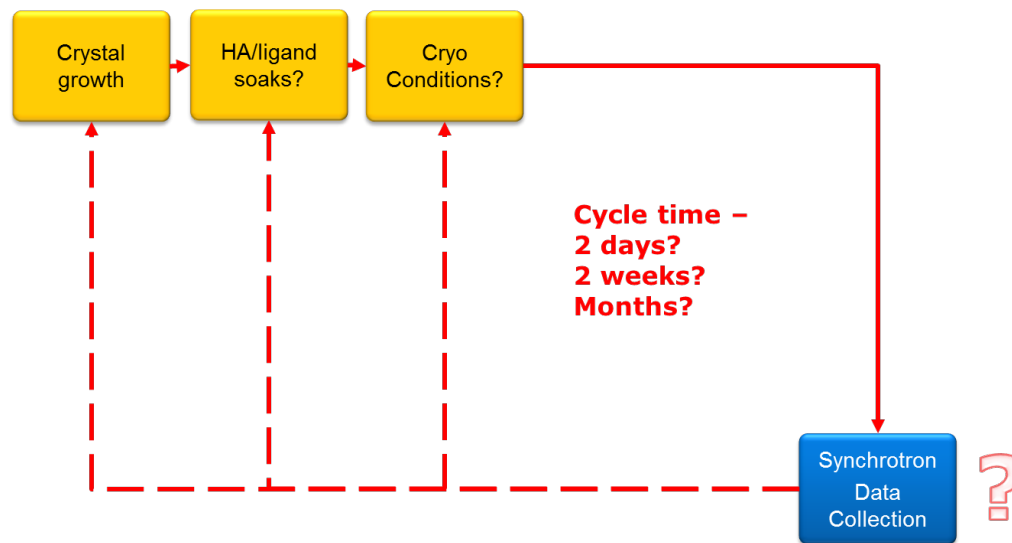 Crystal
growth
HA/ligand
soaks?
Cryo
Conditions?
Cycle time –
2 days?
2 weeks?
Months?
Synchrotron
Data
Collection
?